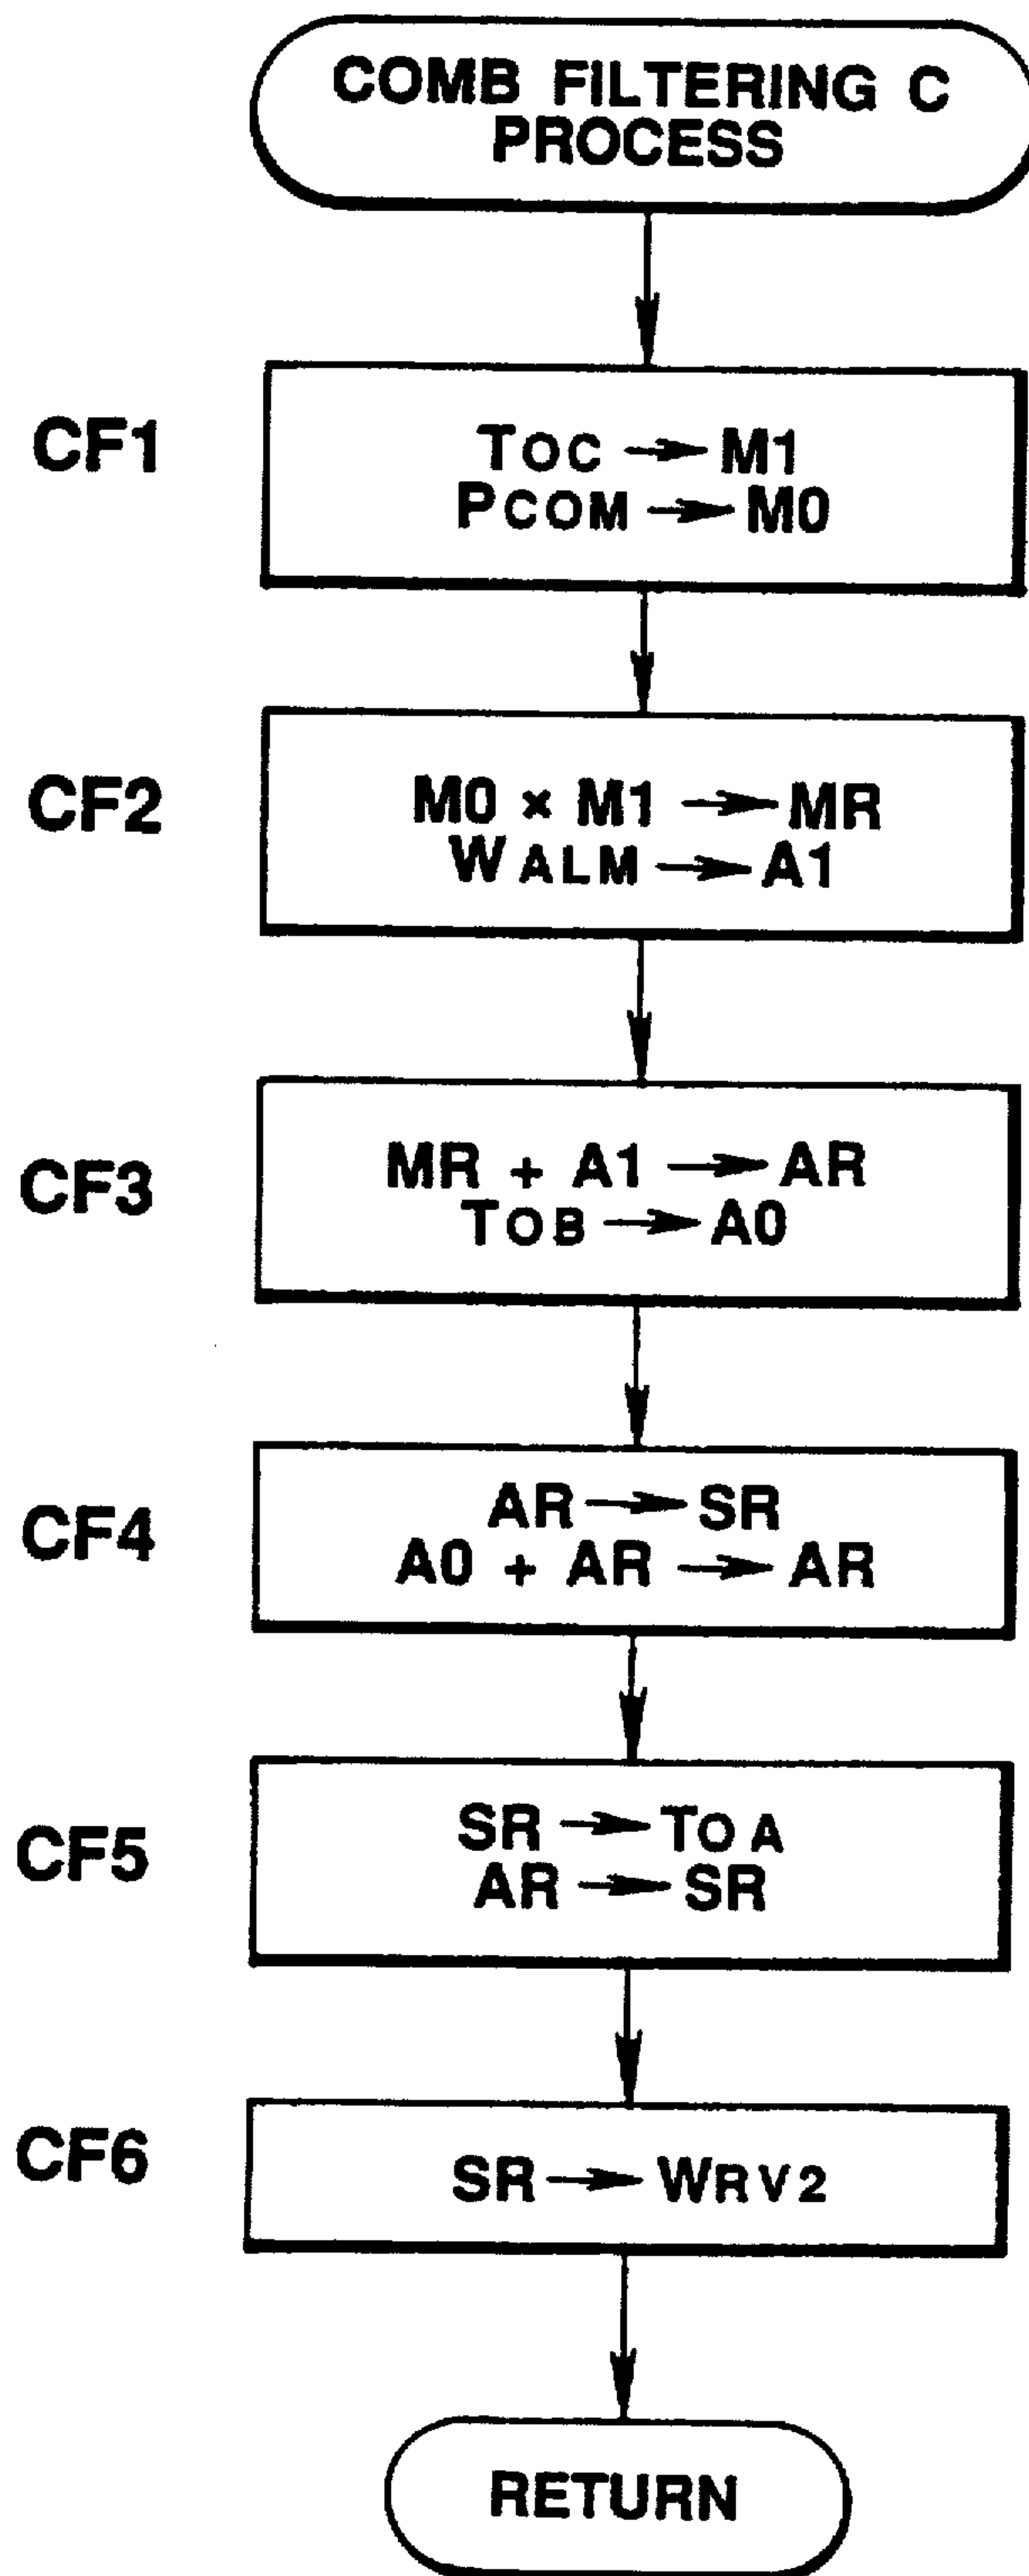 COMB FILTERING C
PROCESS
CF1
TOC → M1
PCOM → M0
CF2
M0 × M1 → MR
WALM → A1
CF3
MR + A1 → AR
TOB → A0
CF4
AR → SR
A0 + AR → AR
CF5
SR → TOA
AR → SR
CF6
SR → WRV2
RETURN